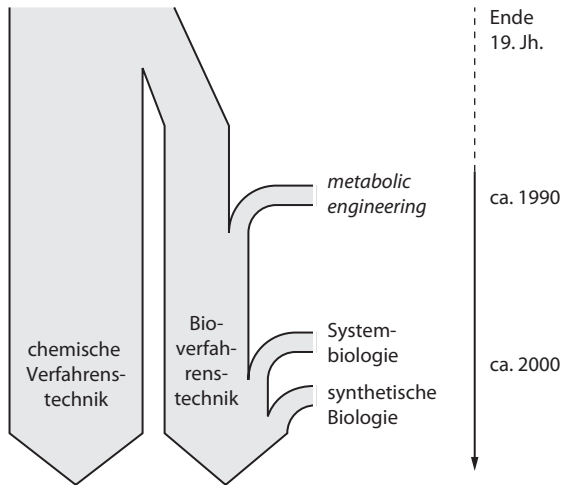 Ende
19. Jh.
metabolic
engineering
ca. 1990
Bio-
verfah-
rens-
technik
chemische
Verfahrens-
technik
System-
biologie
ca. 2000
synthetische
Biologie